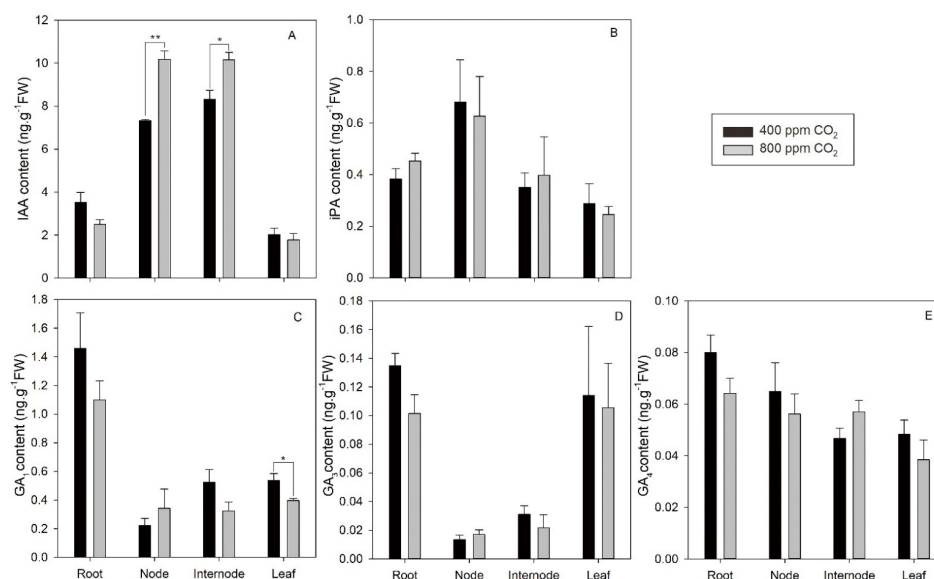 A
IAA content (ng.g⁻¹FW)
12
10
8
6
4
2
0
**
*
B
iPA content (ng.g⁻¹FW)
1.0
0.8
0.6
0.4
0.2
0.0
400 ppm CO₂
800 ppm CO₂
C
GA₁ content (ng.g⁻¹FW)
1.8
1.6
1.4
1.2
1.0
0.8
0.6
0.4
0.2
0.0
*
Root Node Internode Leaf
D
GA₃ content (ng.g⁻¹FW)
0.18
0.16
0.14
0.12
0.10
0.08
0.06
0.04
0.02
0.00
Root Node Internode Leaf
E
GA₄ content (ng.g⁻¹FW)
0.10
0.08
0.06
0.04
0.02
0.00
Root Node Internode Leaf